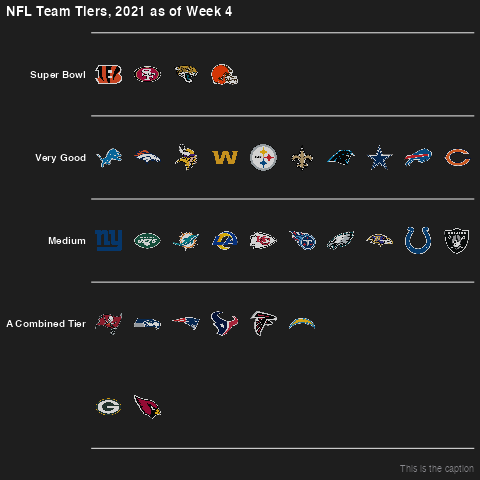 NFL Team Tiers, 2021 as of Week 4
Super Bowl
Very Good
Medium
A Combined Tier
This is the caption